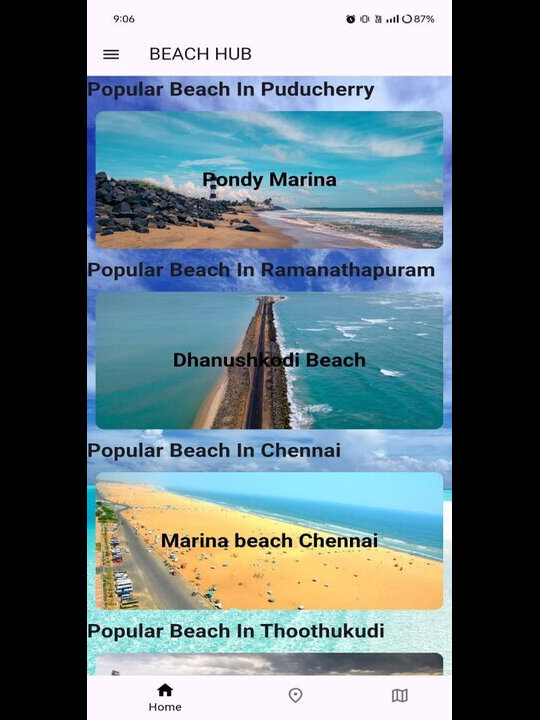 9:06
87%
BEACH HUB
Popular Beach In Puducherry
Pondy Marina
Popular Beach In Ramanathapuram
Dhanushkodi Beach
Popular Beach In Chennai
Marina beach Chennai
Popular Beach In Thoothukudi
Home